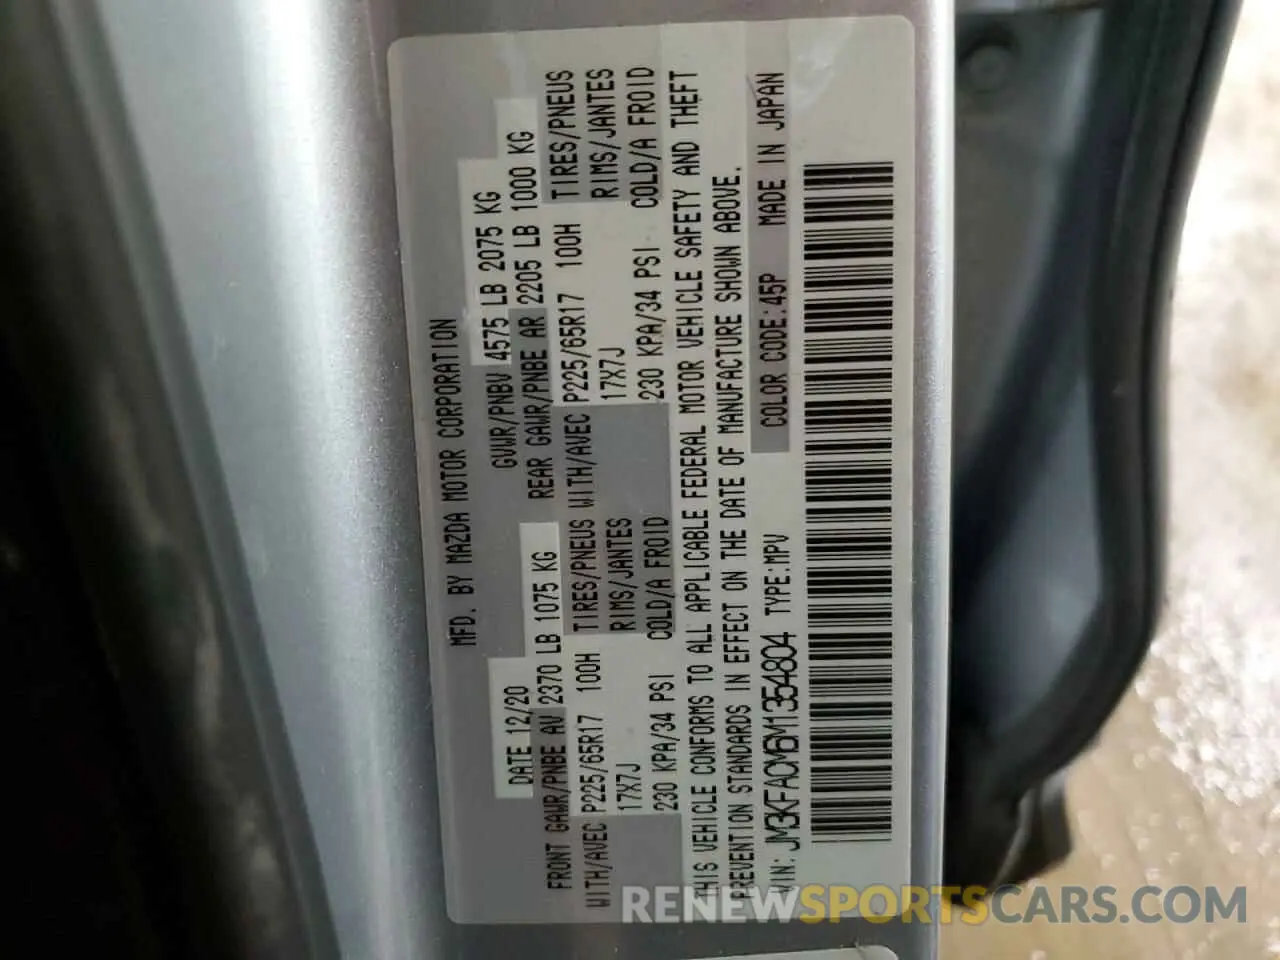 MFD. BY MAZDA MOTOR CORPORATION
DATE 12/20 GVWR/PNBV 4575 LB 2075 KG
FRONT GAWR/PNBE AV 2370 LB 1075 KG REAR GAWR/PNBE AR 2205 LB 1000 KG
WITH/AVEC P225/65R17 100H TIRES/PNEUS WITH/AVEC P225/65R17 100H TIRES/PNEUS
17X7J RIMS/JANTES 17X7J RIMS/JANTES
230 KPA/34 PSI COLD/A FROID 230 KPA/34 PSI COLD/A FROID
THIS VEHICLE CONFORMS TO ALL APPLICABLE FEDERAL MOTOR VEHICLE SAFETY AND THEFT
PREVENTION STANDARDS IN EFFECT ON THE DATE OF MANUFACTURE SHOWN ABOVE.
VIN: JM3KFACM6M1354804 TYPE:MPV COLOR CODE:45P MADE IN JAPAN
RENEWSPORTSCARS.COM